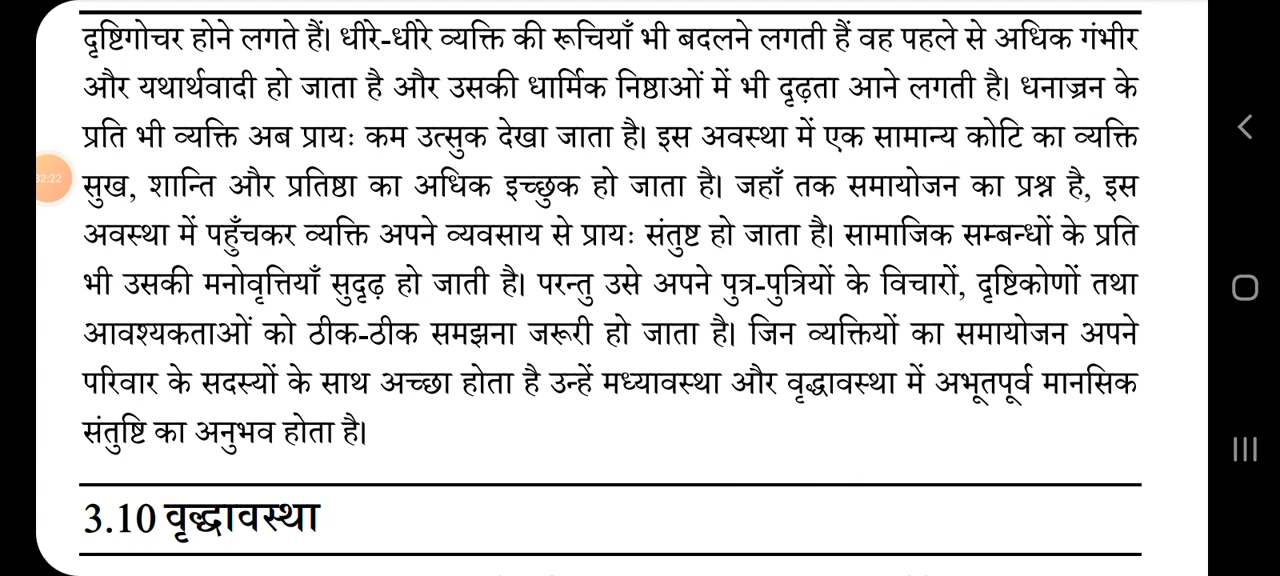 दृष्टिगोचर होने लगते हैं। धीरे-धीरे व्यक्ति की रूचियाँ भी बदलने लगती हैं वह पहले से अधिक गंभीर
और यथार्थवादी हो जाता है और उसकी धार्मिक निष्ठाओं में भी दृढ़ता आने लगती है। धनाज्रन के
प्रति भी व्यक्ति अब प्रायः कम उत्सुक देखा जाता है। इस अवस्था में एक सामान्य कोटि का व्यक्ति
32:22
सुख, शान्ति और प्रतिष्ठा का अधिक इच्छुक हो जाता है। जहाँ तक समायोजन का प्रश्न है, इस
अवस्था में पहुँचकर व्यक्ति अपने व्यवसाय से प्रायः संतुष्ट हो जाता है। सामाजिक सम्बन्धों के प्रति
भी उसकी मनोवृत्तियाँ सुदृढ़ हो जाती है। परन्तु उसे अपने पुत्र-पुत्रियों के विचारों, दृष्टिकोणों तथा
आवश्यकताओं को ठीक-ठीक समझना जरूरी हो जाता है। जिन व्यक्तियों का समायोजन अपने
परिवार के सदस्यों के साथ अच्छा होता है उन्हें मध्यावस्था और वृद्धावस्था में अभूतपूर्व मानसिक
संतुष्टि का अनुभव होता है।
3.10 वृद्धावस्था